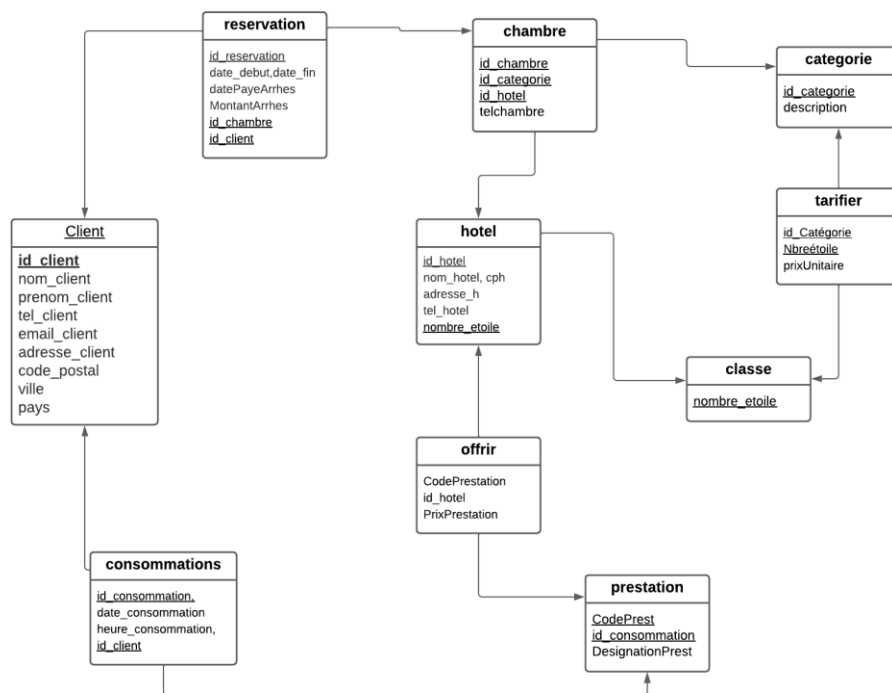 reservation
id_reservation
date_debut,date_fin
datePayeArrhes
MontantArrhes
id_chambre
id_client
chambre
id_chambre
id_categorie
id_hotel
telchambre
categorie
id_categorie
description
tarifier
id_Catégorie
Nbreétoile
prixUnitaire
Client
id_client
nom_client
prenom_client
tel_client
email_client
adresse_client
code_postal
ville
pays
hotel
id_hotel
nom_hotel, cph
adresse_h
tel_hotel
nombre_etoile
classe
nombre_etoile
offrir
CodePrestation
id_hotel
PrixPrestation
consommations
id_consommation,
date_consommation
heure_consommation,
id_client
prestation
CodePrest
id_consommation
DesignationPrest